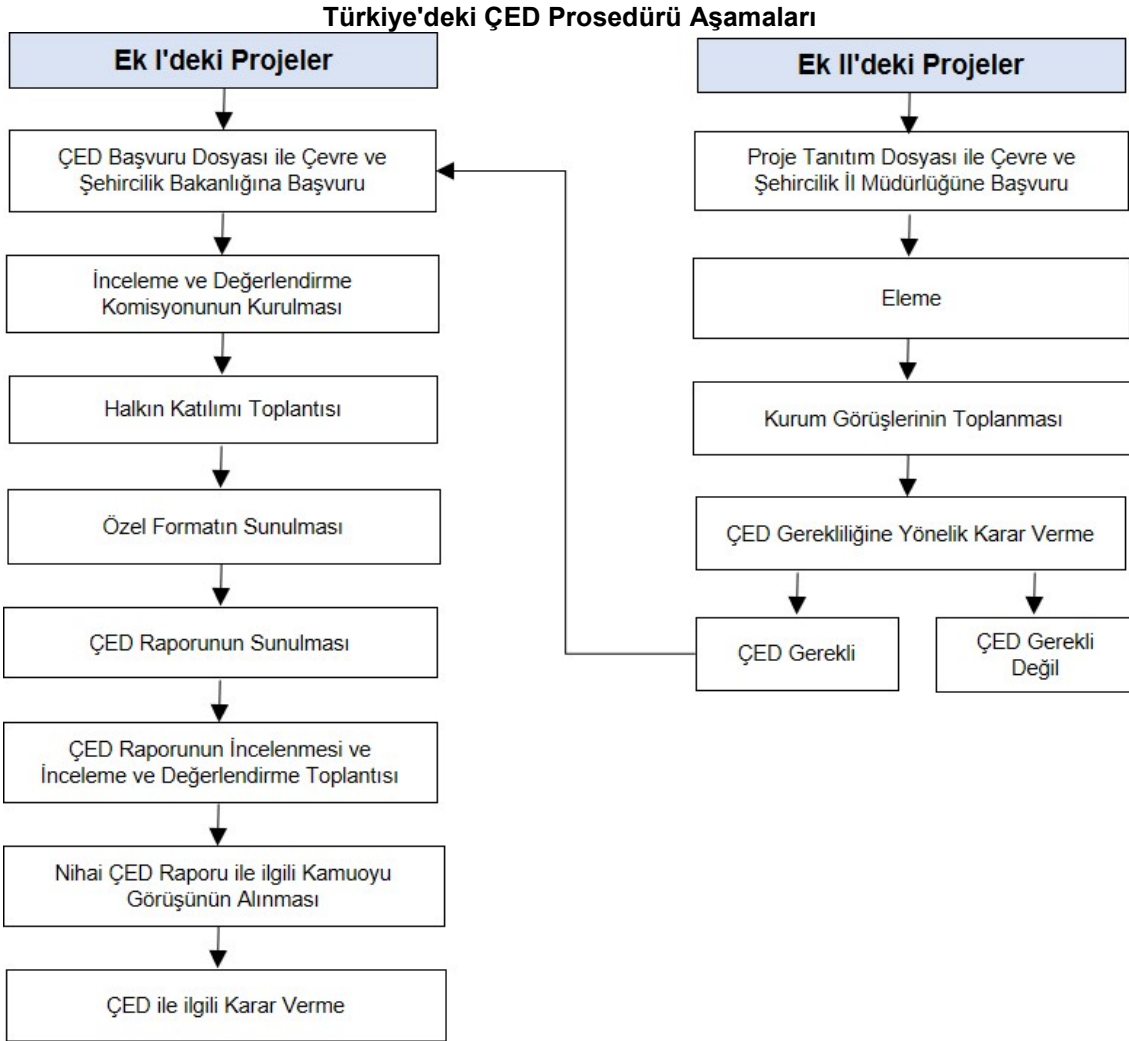 Türkiye'deki ÇED Prosedürü Aşamaları
Ek I'deki Projeler
ÇED Başvuru Dosyası ile Çevre ve
Şehircilik Bakanlığına Başvuru
İnceleme ve Değerlendirme
Komisyonunun Kurulması
Halkın Katılımı Toplantısı
Özel Formatın Sunulması
ÇED Raporunun Sunulması
ÇED Raporunun İncelenmesi ve
İnceleme ve Değerlendirme Toplantısı
Nihai ÇED Raporu ile ilgili Kamuoyu
Görüşünün Alınması
ÇED ile ilgili Karar Verme
Ek II'deki Projeler
Proje Tanıtım Dosyası ile Çevre ve
Şehircilik İl Müdürlüğüne Başvuru
Eleme
Kurum Görüşlerinin Toplanması
ÇED Gerekliliğine Yönelik Karar Verme
ÇED Gerekli
ÇED Gerekli
Değil